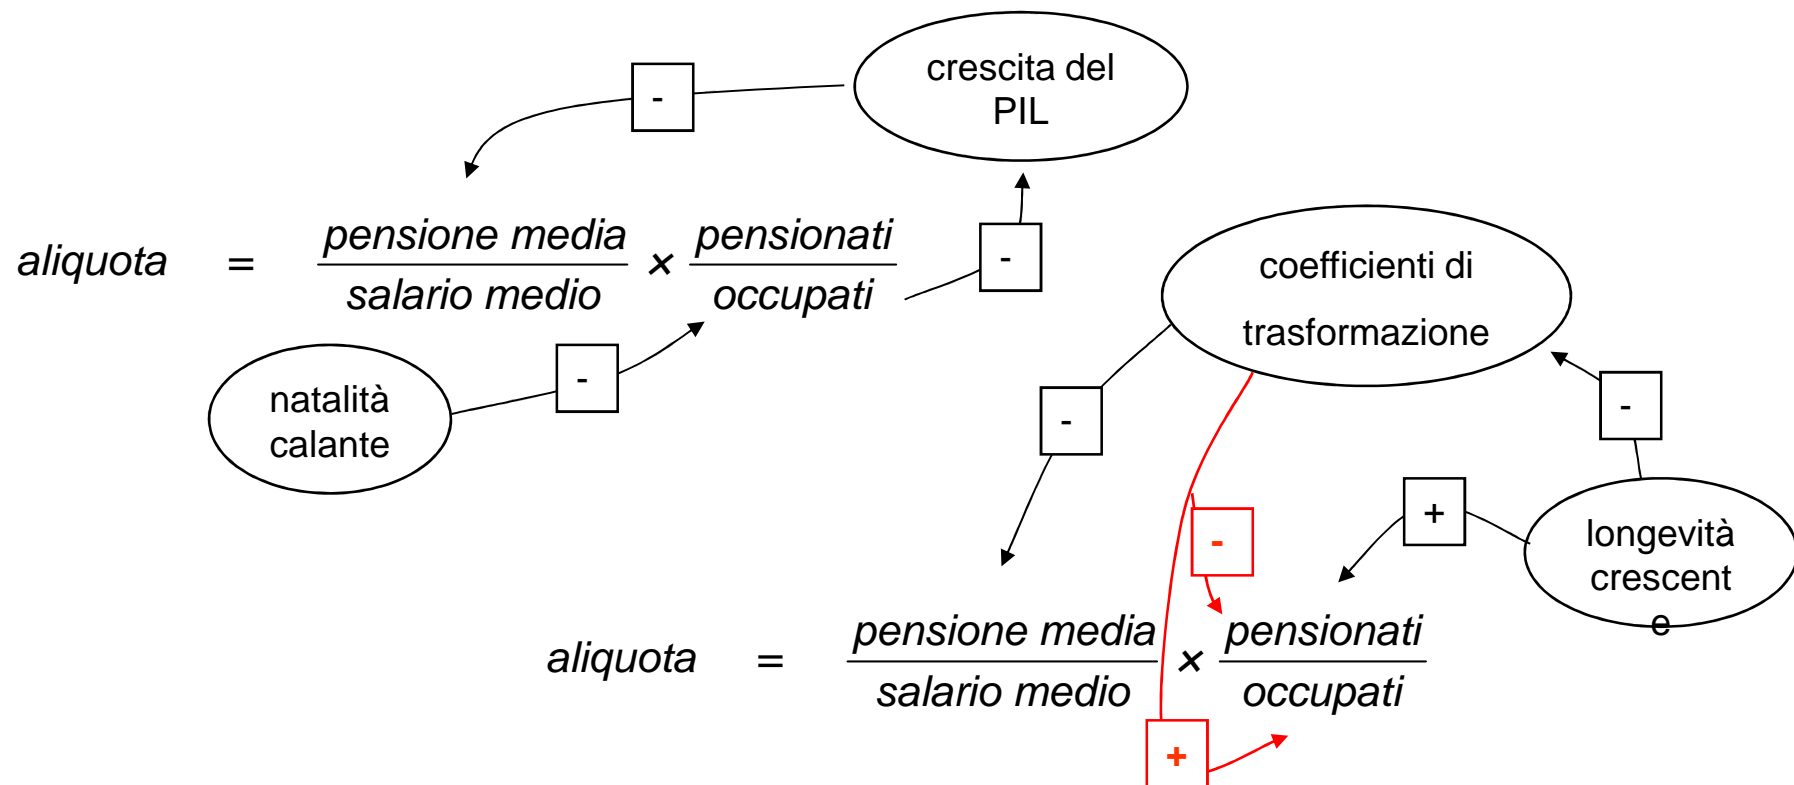 crescita del
PIL
-
-
aliquota = pensione media × pensionati
salario medio occupati
-
natalità
calante
coefficienti di
trasformazione
-
-
+
longevità
crescent
e
-
aliquota = pensione media × pensionati
salario medio occupati
+